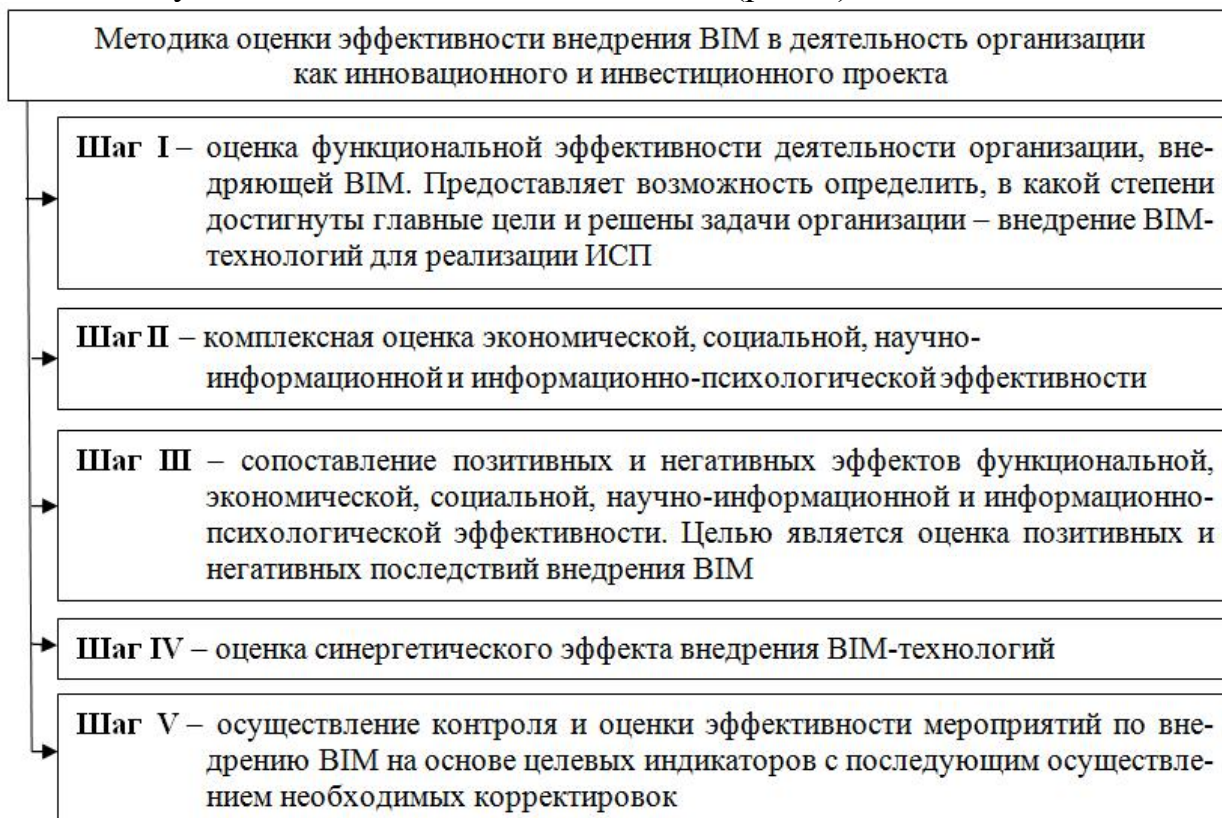 Методика оценки эффективности внедрения BIM в деятельность организации
как инновационного и инвестиционного проекта
Шаг I – оценка функциональной эффективности деятельности организации, вне-
дряющей BIM. Предоставляет возможность определить, в какой степени
достигнуты главные цели и решены задачи организации – внедрение BIM-
технологий для реализации ИСП
Шаг II – комплексная оценка экономической, социальной, научно-
информационной и информационно-психологической эффективности
Шаг III – сопоставление позитивных и негативных эффектов функциональной,
экономической, социальной, научно-информационной и информационно-
психологической эффективности. Целью является оценка позитивных и
негативных последствий внедрения BIM
Шаг IV – оценка синергетического эффекта внедрения BIM-технологий
Шаг V – осуществление контроля и оценки эффективности мероприятий по вне-
дрению BIM на основе целевых индикаторов с последующим осуществле-
нием необходимых корректировок